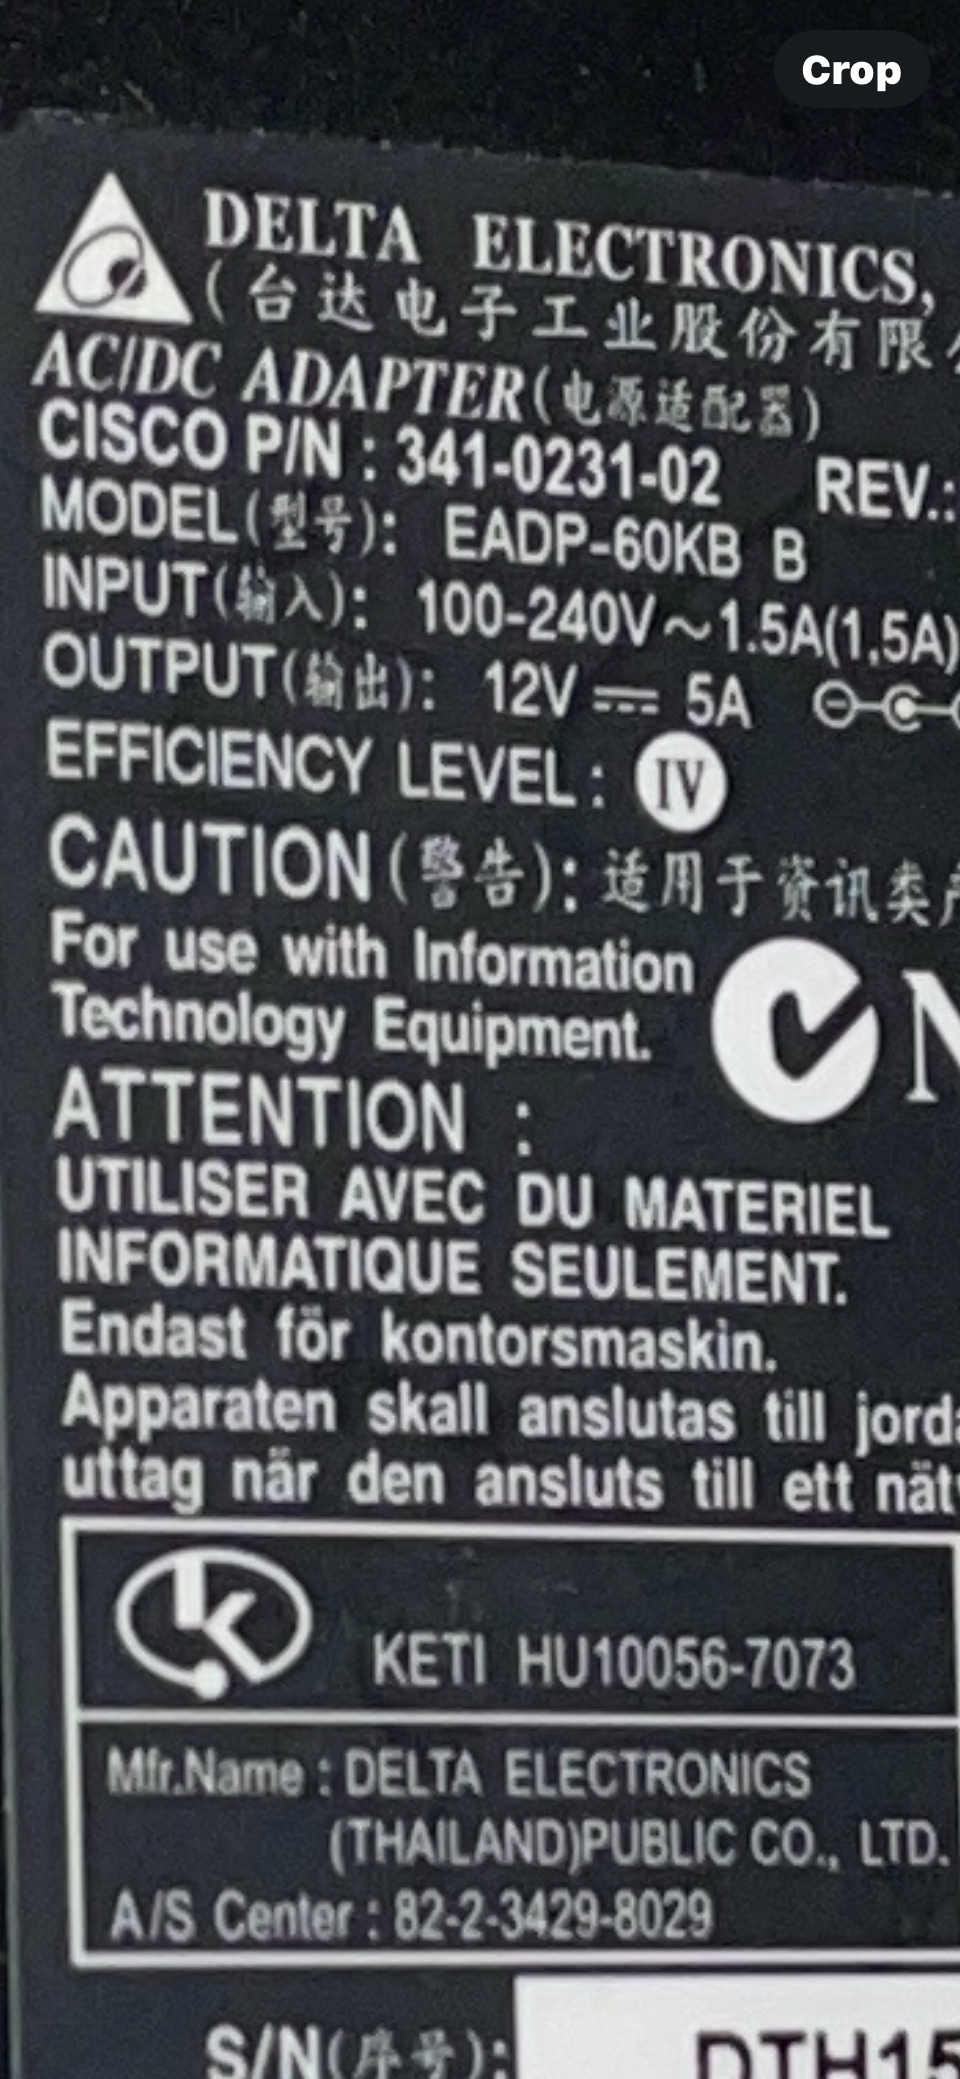 Crop
DELTA ELECTRONICS,
(台达电子工业股份有限
AC/DC ADAPTER(电源适配器)
CISCO P/N : 341-0231-02 REV.:
MODEL(型号): EADP-60KB B
INPUT(输入): 100-240V~1.5A(1,5A)
OUTPUT(输出): 12V⎓5A
EFFICIENCY LEVEL : IV
CAUTION(警告): 适用于资讯类产
For use with Information
Technology Equipment.
N
ATTENTION :
UTILISER AVEC DU MATERIEL
INFORMATIQUE SEULEMENT.
Endast för kontorsmaskin.
Apparaten skall anslutas till jorda
uttag när den ansluts till ett nätv
KETI HU10056-7073
Mfr.Name : DELTA ELECTRONICS
(THAILAND)PUBLIC CO., LTD.
A/S Center : 82-2-3429-8029
S/N(序号): DTH15